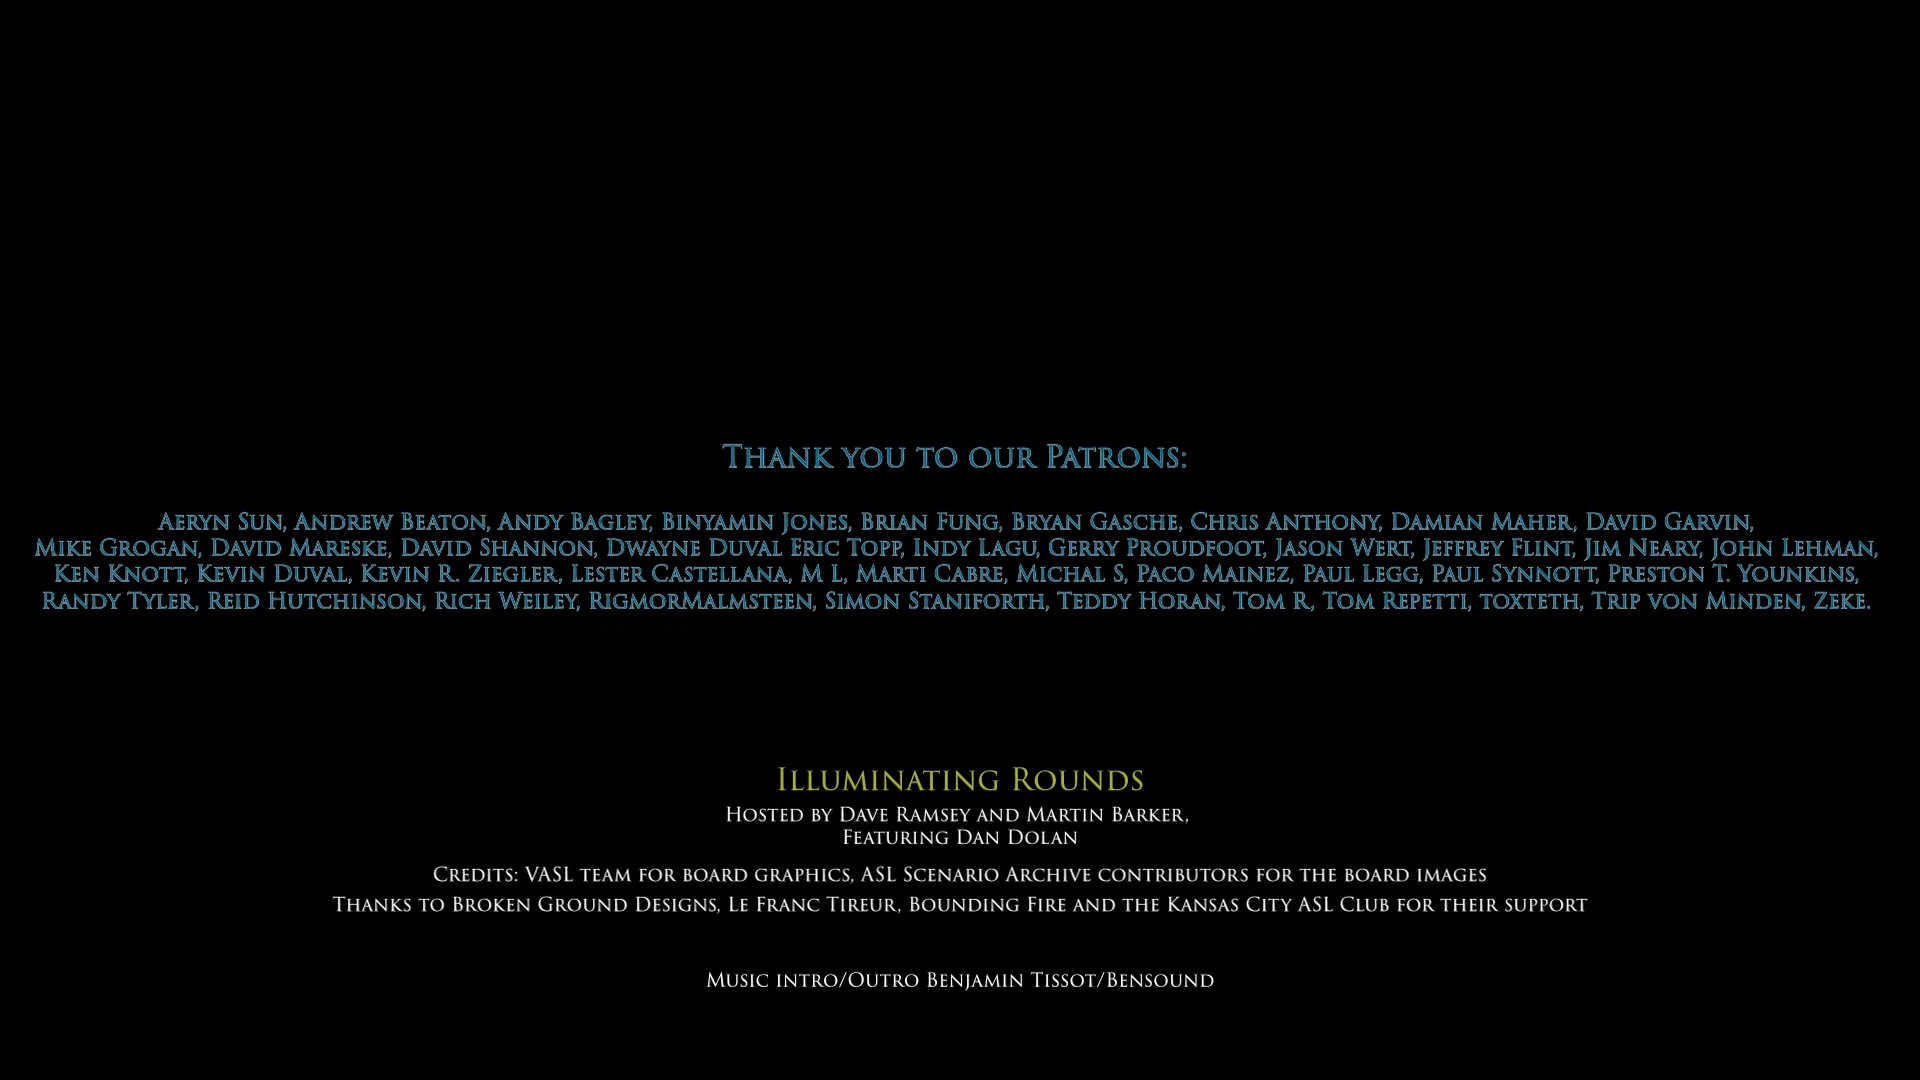 Thank you to our Patrons:
Aeryn Sun, Andrew Beaton, Andy Bagley, Binyamin Jones, Brian Fung, Bryan Gasche, Chris Anthony, Damian Maher, David Garvin,
Mike Grogan, David Mareske, David Shannon, Dwayne Duval Eric Topp, Indy Lagu, Gerry Proudfoot, Jason Wert, Jeffrey Flint, Jim Neary, John Lehman,
Ken Knott, Kevin Duval, Kevin R. Ziegler, Lester Castellana, M L, Marti Cabre, Michal S, Paco Mainez, Paul Legg, Paul Synnott, Preston T. Younkins,
Randy Tyler, Reid Hutchinson, Rich Weiley, RigmorMalmsteen, Simon Staniforth, Teddy Horan, Tom R, Tom Repetti, toxteth, Trip von Minden, Zeke.
Illuminating Rounds
Hosted by Dave Ramsey and Martin Barker,
Featuring Dan Dolan
Credits: VASL team for board graphics, ASL Scenario Archive contributors for the board images
Thanks to Broken Ground Designs, Le Franc Tireur, Bounding Fire and the Kansas City ASL Club for their support
Music intro/Outro Benjamin Tissot/Bensound